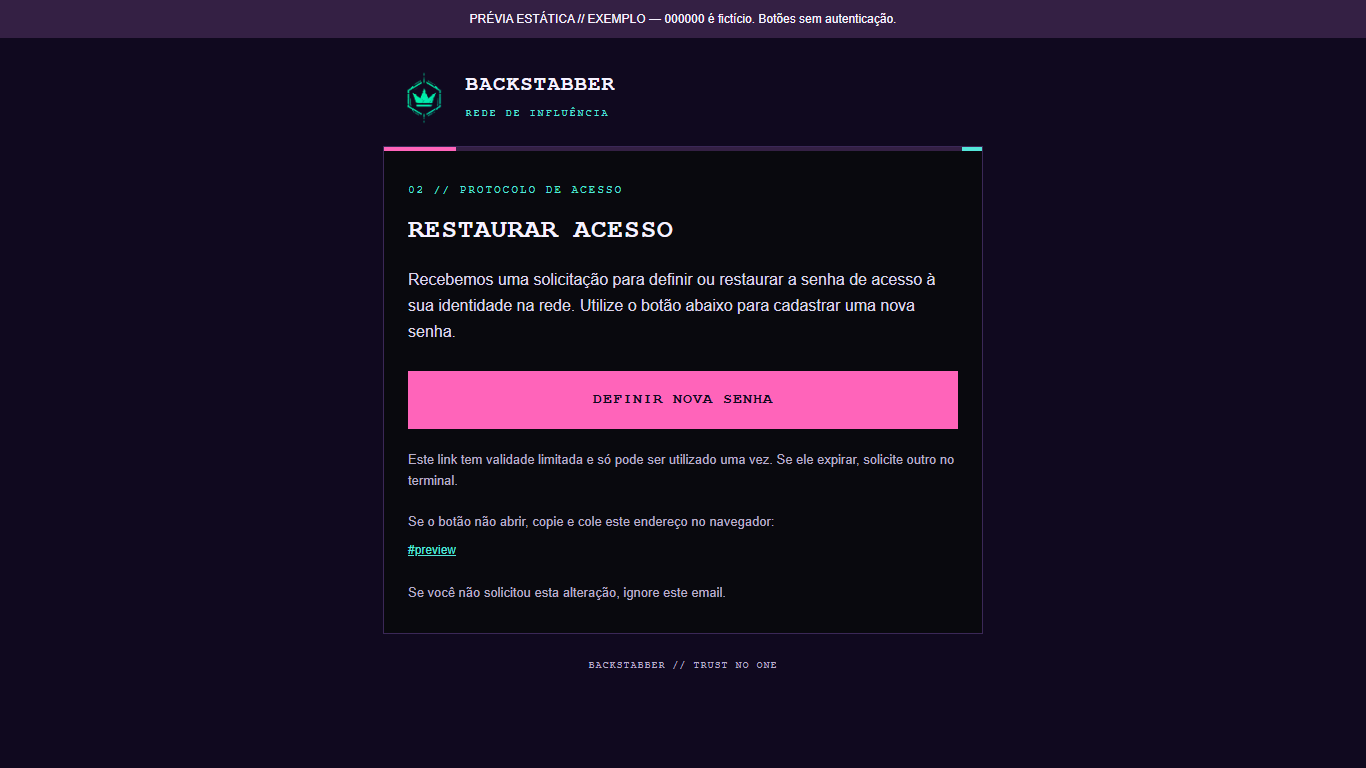 PRÉVIA ESTÁTICA // EXEMPLO — 000000 é fictício. Botões sem autenticação.
BACKSTABBER
REDE DE INFLUÊNCIA
02 // PROTOCOLO DE ACESSO
RESTAURAR ACESSO
Recebemos uma solicitação para definir ou restaurar a senha de acesso à
sua identidade na rede. Utilize o botão abaixo para cadastrar uma nova
senha.
DEFINIR NOVA SENHA
Este link tem validade limitada e só pode ser utilizado uma vez. Se ele expirar, solicite outro no
terminal.
Se o botão não abrir, copie e cole este endereço no navegador:
#preview
Se você não solicitou esta alteração, ignore este email.
BACKSTABBER // TRUST NO ONE